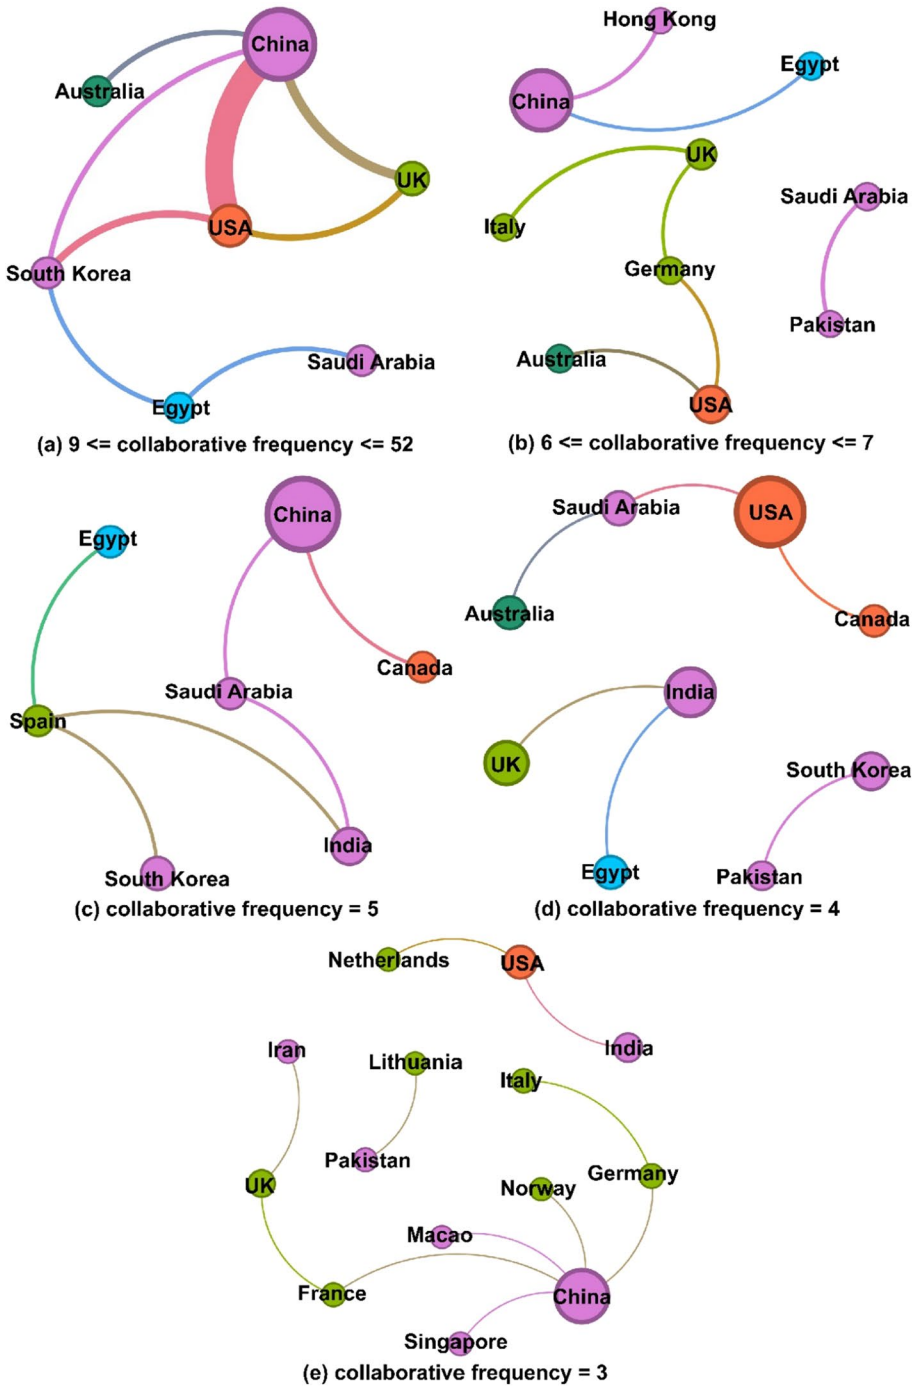 China
Australia
UK
USA
South Korea
Saudi Arabia
Egypt
(a) 9 <= collaborative frequency <= 52
Hong Kong
Egypt
China
UK
Saudi Arabia
Italy
Germany
Pakistan
Australia
USA
(b) 6 <= collaborative frequency <= 7
China
Egypt
Canada
Saudi Arabia
Spain
India
South Korea
(c) collaborative frequency = 5
Saudi Arabia
USA
Australia
Canada
India
UK
South Korea
Egypt
Pakistan
(d) collaborative frequency = 4
Netherlands
USA
Iran
India
Lithuania
Italy
Pakistan
Germany
UK
Norway
Macao
France
China
Singapore
(e) collaborative frequency = 3